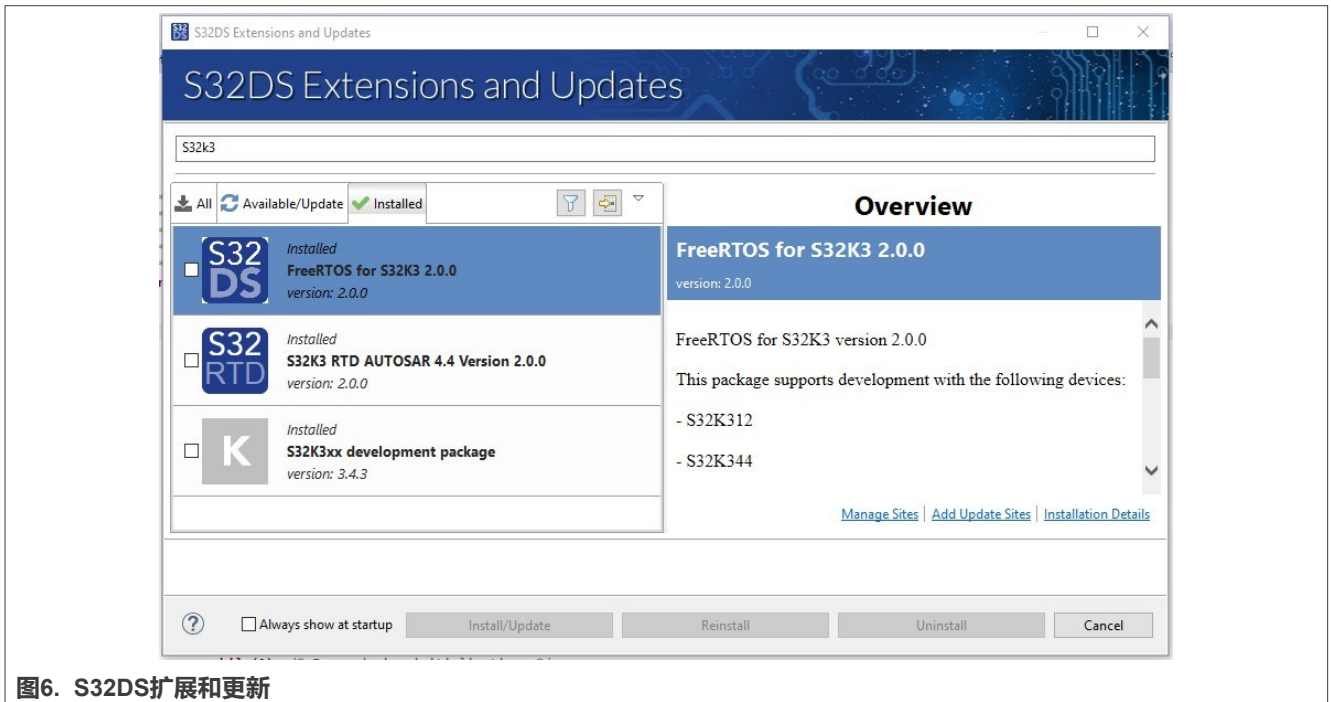 S32DS Extensions and Updates
S32DS Extensions and Updates
S32k3
All Available/Update Installed
S32
DS
Installed
FreeRTOS for S32K3 2.0.0
version: 2.0.0
S32
RTD
Installed
S32K3 RTD AUTOSAR 4.4 Version 2.0.0
version: 2.0.0
K
Installed
S32K3xx development package
version: 3.4.3
Overview
FreeRTOS for S32K3 2.0.0
version: 2.0.0
FreeRTOS for S32K3 version 2.0.0
This package supports development with the following devices:
- S32K312
- S32K344
Manage Sites | Add Update Sites | Installation Details
? Always show at startup Install/Update Reinstall Uninstall Cancel
图6. S32DS扩展和更新